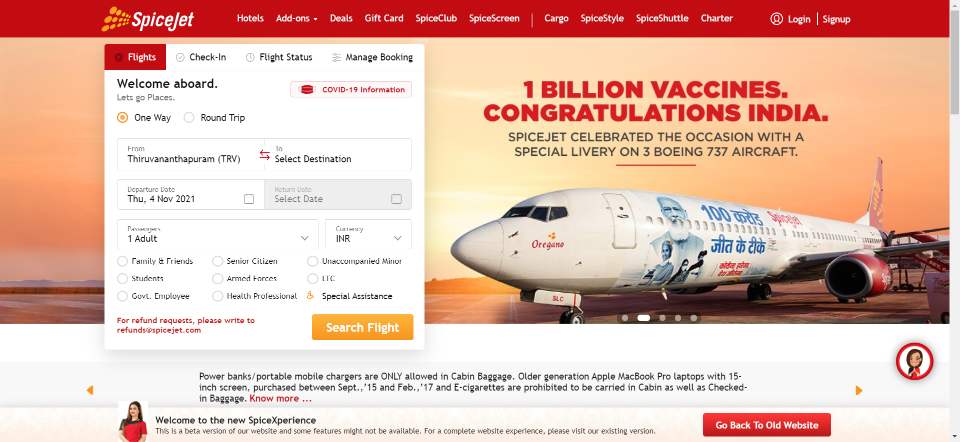 SpiceJet
Hotels Add-ons Deals Gift Card SpiceClub SpiceScreen Cargo SpiceStyle SpiceShuttle Charter Login Signup
Flights Check-In Flight Status Manage Booking
Welcome aboard.
Lets go Places.
COVID-19 Information
One Way Round Trip
From
Thiruvananthapuram (TRV)
To
Select Destination
Departure Date
Thu, 4 Nov 2021
Return Date
Select Date
Passengers
1 Adult
Currency
INR
Family & Friends Senior Citizen Unaccompanied Minor
Students Armed Forces LTC
Govt. Employee Health Professional Special Assistance
For refund requests, please write to
refunds@spicejet.com
Search Flight
1 BILLION VACCINES.
CONGRATULATIONS INDIA.
SPICEJET CELEBRATED THE OCCASION WITH A
SPECIAL LIVERY ON 3 BOEING 737 AIRCRAFT.
Oregano
100 करोड़
जीत के टीके
SpiceJet
SLC
Power banks/portable mobile chargers are ONLY allowed in Cabin Baggage. Older generation Apple MacBook Pro laptops with 15-
inch screen, purchased between Sept.,'15 and Feb.,'17 and E-cigarettes are prohibited to be carried in Cabin as well as Checked-
in Baggage. Know more ...
Welcome to the new SpiceXperience
This is a beta version of our website and some features might not be available. For a complete website experience, please visit our existing version.
Go Back To Old Website